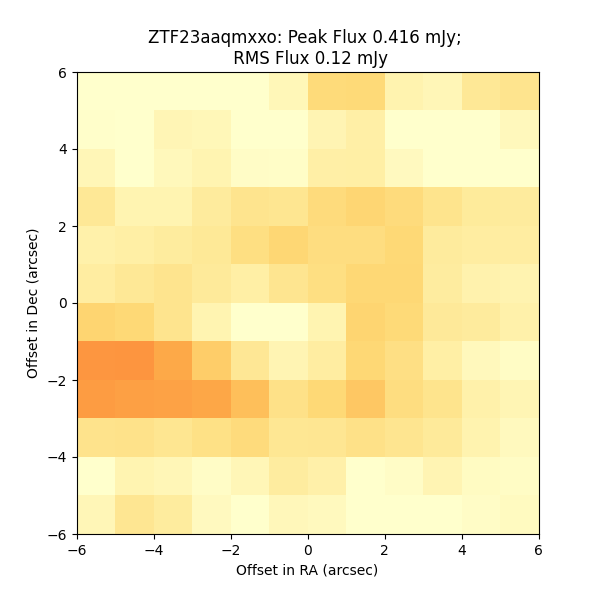 ZTF23aaqmxxo: Peak Flux 0.416 mJy;
RMS Flux 0.12 mJy
6
4
2
0
−2
−4
−6
Offset in Dec (arcsec)
−6 −4 −2 0 2 4 6
Offset in RA (arcsec)